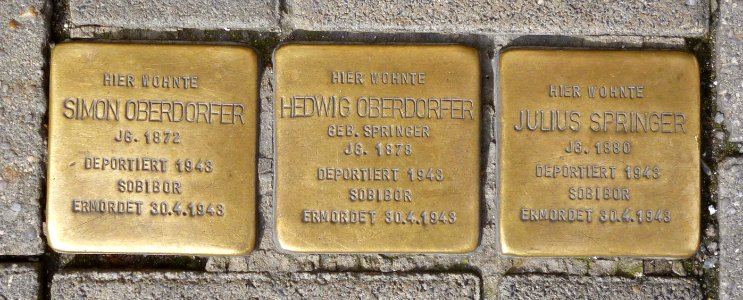 HIER WOHNTE
SIMON OBERDORFER
JG. 1872
DEPORTIERT 1943
SOBIBOR
ERMORDET 30.4.1943
HIER WOHNTE
HEDWIG OBERDORFER
GEB. SPRINGER
JG. 1878
DEPORTIERT 1943
SOBIBOR
ERMORDET 30.4.1943
HIER WOHNTE
JULIUS SPRINGER
JG. 1880
DEPORTIERT 1943
SOBIBOR
ERMORDET 30.4.1943